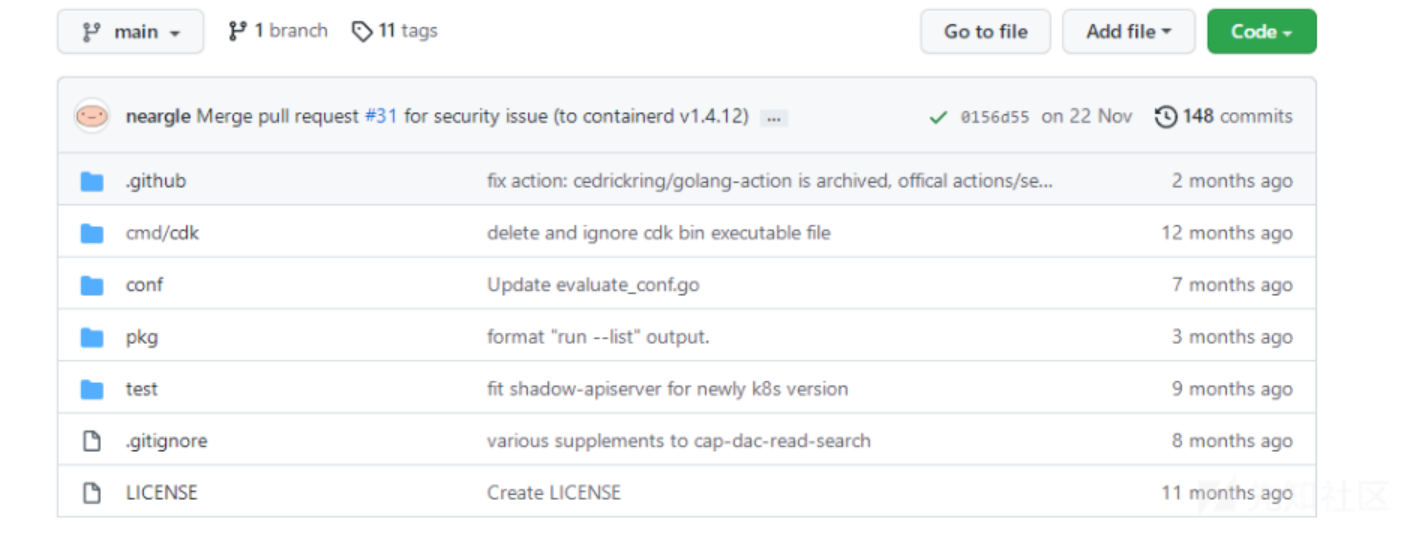 main 1 branch 11 tags Go to file Add file Code
neargle Merge pull request #31 for security issue (to containerd v1.4.12) ... 0156d55 on 22 Nov 148 commits
.github fix action: cedrickring/golang-action is archived, offical actions/se... 2 months ago
cmd/cdk delete and ignore cdk bin executable file 12 months ago
conf Update evaluate_conf.go 7 months ago
pkg format "run --list" output. 3 months ago
test fit shadow-apiserver for newly k8s version 9 months ago
.gitignore various supplements to cap-dac-read-search 8 months ago
LICENSE Create LICENSE 11 months ago
先知社区